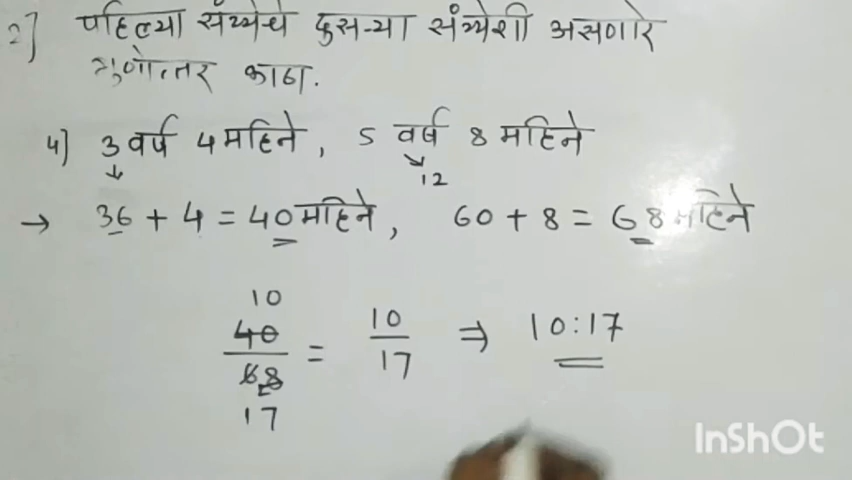 2] पहिल्या संख्येचे दुसऱ्या संख्येशी असणारे
गुणोत्तर काढा.
5) 3 वर्ष 4 महिने, 5 वर्ष 8 महिने
12
→ 36 + 4 = 40 महिने, 60 + 8 = 68 महिने
10
40/68 = 10/17 ⇒ 10:17
17
InShOt